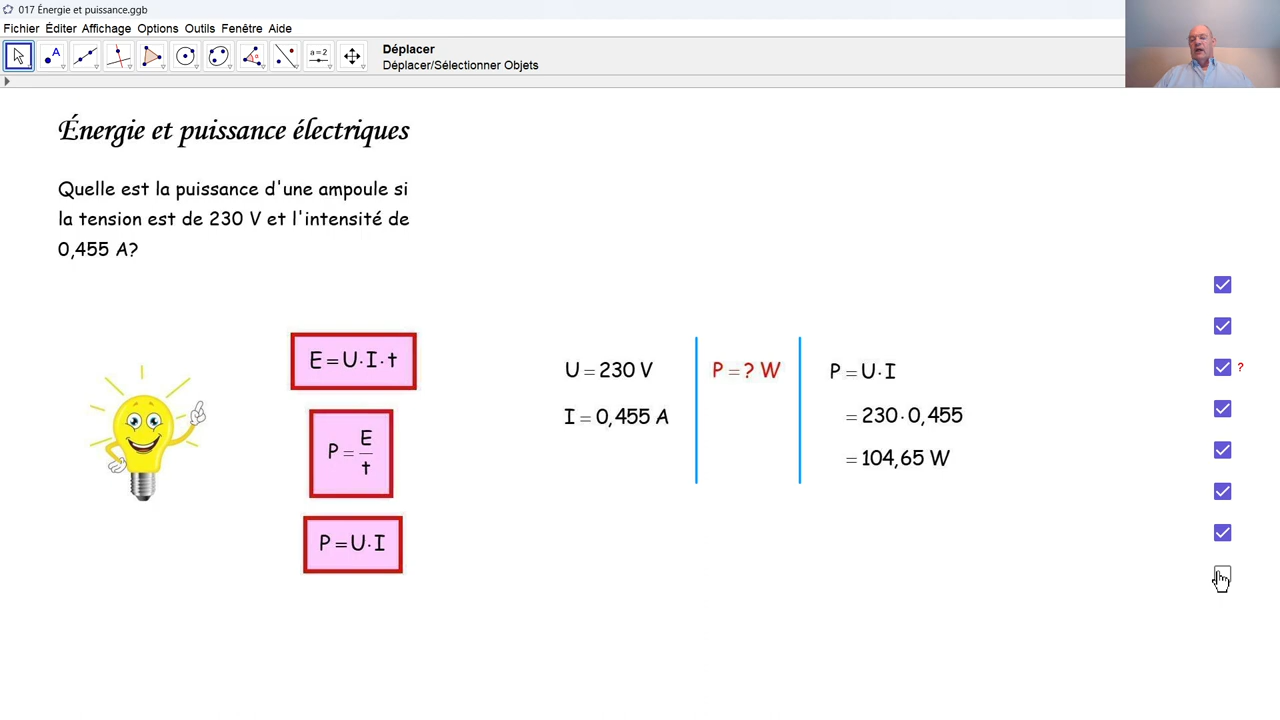 017 Énergie et puissance.ggb
Fichier Éditer Affichage Options Outils Fenêtre Aide
A
a=2
Déplacer
Déplacer/Sélectionner Objets
Énergie et puissance électriques
Quelle est la puissance d'une ampoule si
la tension est de 230 V et l'intensité de
0,455 A?
E = U·I·t
P = E/t
P = U·I
U = 230 V
I = 0,455 A
P = ? W
P = U·I
= 230·0,455
= 104,65 W
?